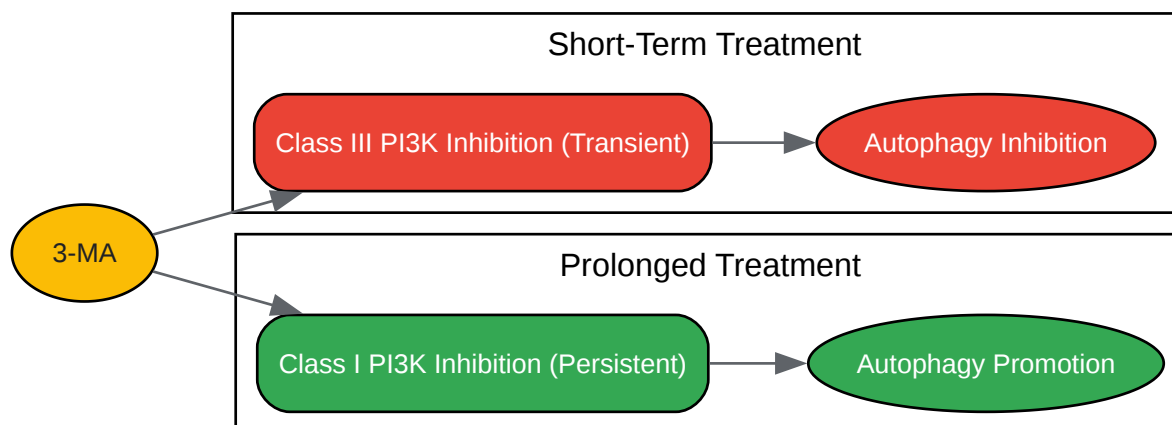 Short-Term Treatment
Class III PI3K Inhibition (Transient)
Autophagy Inhibition
3-MA
Prolonged Treatment
Class I PI3K Inhibition (Persistent)
Autophagy Promotion